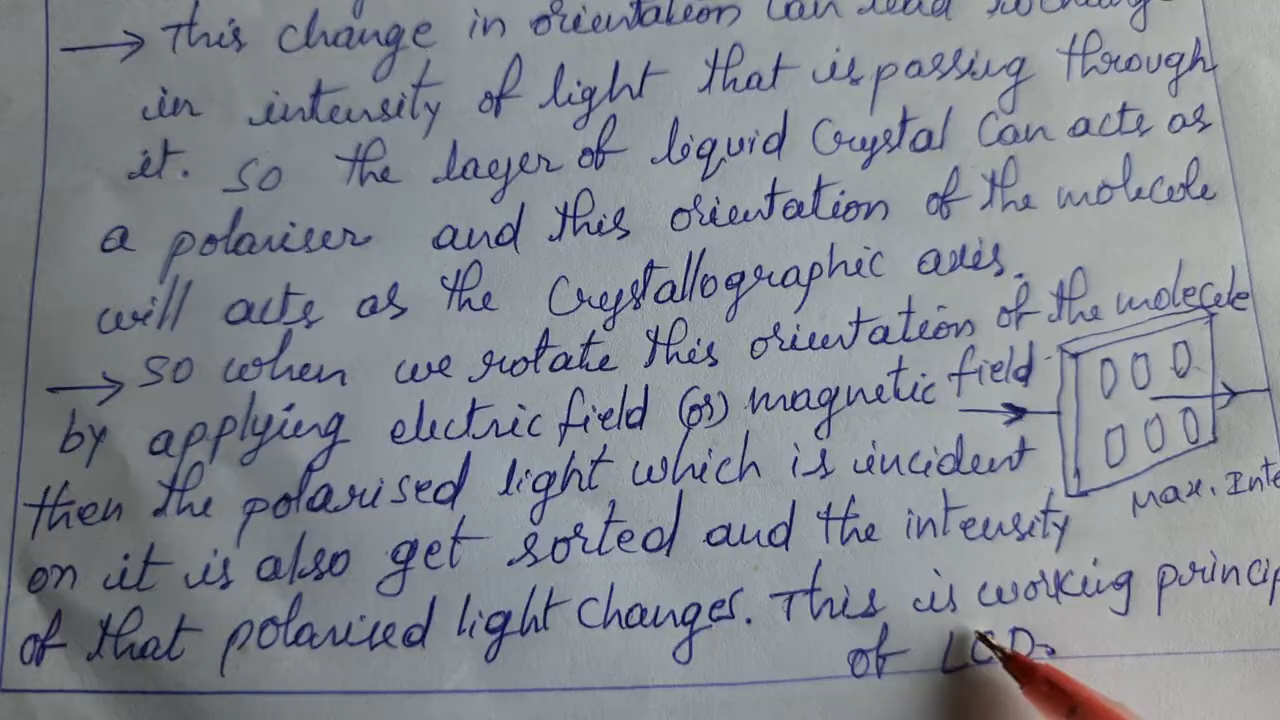 → This change in orientation can lead to change
in intensity of light that is passing through
it. so the layer of liquid Crystal Can acts as
a polariser and this orientation of the molecule
will acts as the Crystallographic axis.
→ so when we rotate this orientation of the molecule
by applying electric field (or) magnetic field
then the polarised light which is incident
Max. Inte
on it is also get sorted and the intensity
of that polarised light Changes. This is working princip
of LCD.